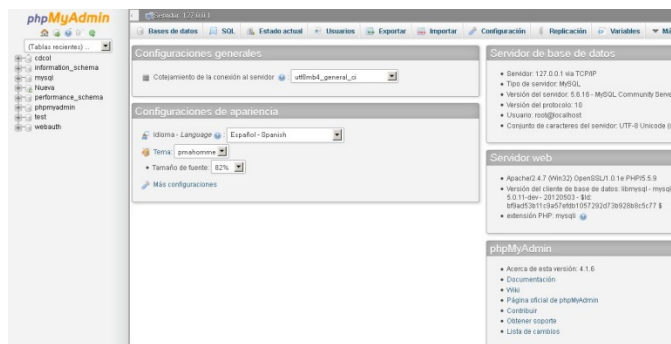 phpMyAdmin
(Tablas recientes) ...
cdcol
information_schema
mysql
Nueva
performance_schema
phpmyadmin
test
webauth
Servidor: 127.0.0.1
Bases de datos
SQL
Estado actual
Usuarios
Exportar
Importar
Configuración
Replicación
Variables
Configuraciones generales
Cotejamiento de la conexión al servidor : utf8mb4_general_ci
Configuraciones de apariencia
Idioma - Language : Español - Spanish
Tema: pmahomme
Tamaño de fuente: 82%
Más configuraciones
Servidor de base de datos
Servidor: 127.0.0.1 via TCP/IP
Tipo de servidor: MySQL
Versión del servidor: 5.6.16 - MySQL Community Serve
Versión del protocolo: 10
Usuario: root@localhost
Conjunto de caracteres del servidor: UTF-8 Unicode (
Servidor web
Apache/2.4.7 (Win32) OpenSSL/1.0.1e PHP/5.5.9
Versión del cliente de base de datos: libmysql - mysql
5.0.11-dev - 20120503 - $Id:
extensión PHP: mysqli
phpMyAdmin
Acerca de esta versión: 4.1.6
Documentación
Wiki
Página oficial de phpMyAdmin
Contribuir
Obtener soporte
Lista de cambios